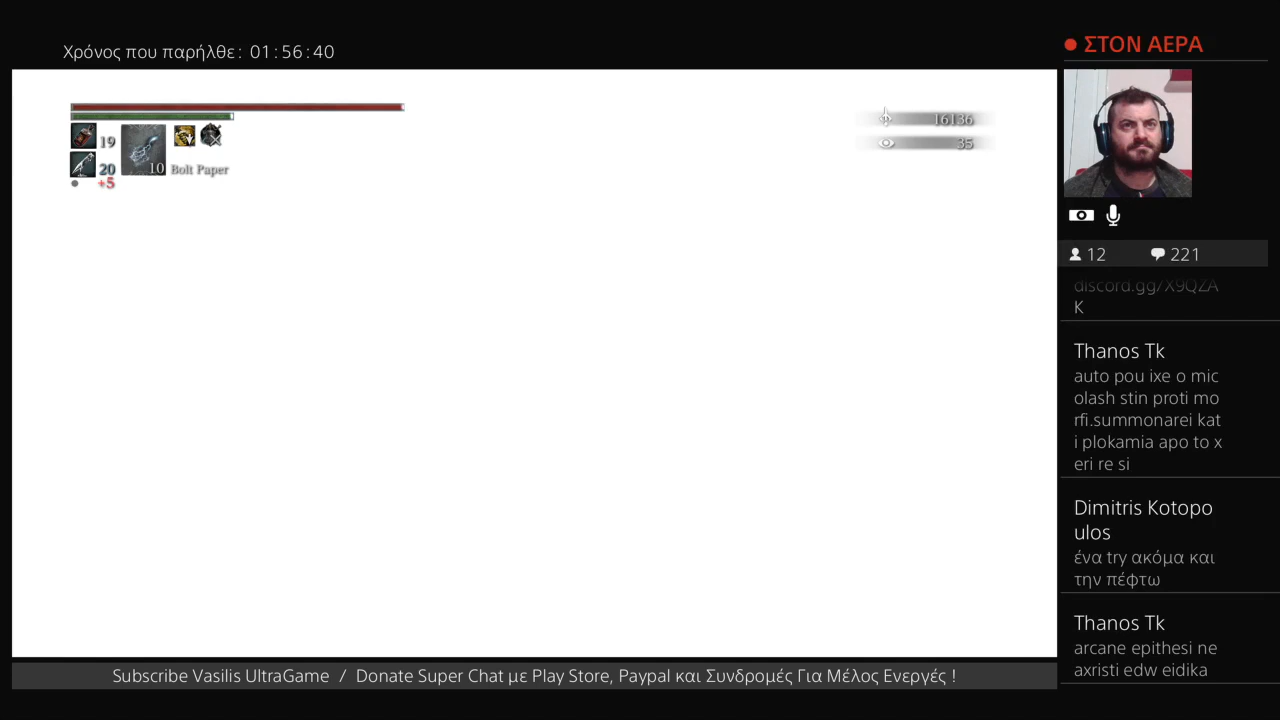 Χρόνος που παρήλθε: 01:56:40
ΣΤΟΝ ΑΕΡΑ
19
20
+5
10
Bolt Paper
16136
35
12
221
discord.gg/X9QZA
K
Thanos Tk
auto pou ixe o mic
olash stin proti mo
rfi.summonarei kat
i plokamia apo to x
eri re si
Dimitris Kotopo
ulos
ένα try ακόμα και
την πέφτω
Thanos Tk
arcane epithesi ne
axristi edw eidika
Subscribe Vasilis UltraGame / Donate Super Chat με Play Store, Paypal και Συνδρομές Για Μέλος Ενεργές !